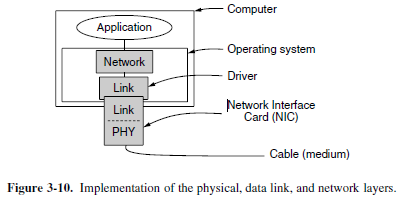 Computer
Application
Operating system
Network
Driver
Link
Link
Network Interface
Card (NIC)
PHY
Cable (medium)
Figure 3-10. Implementation of the physical, data link, and network layers.